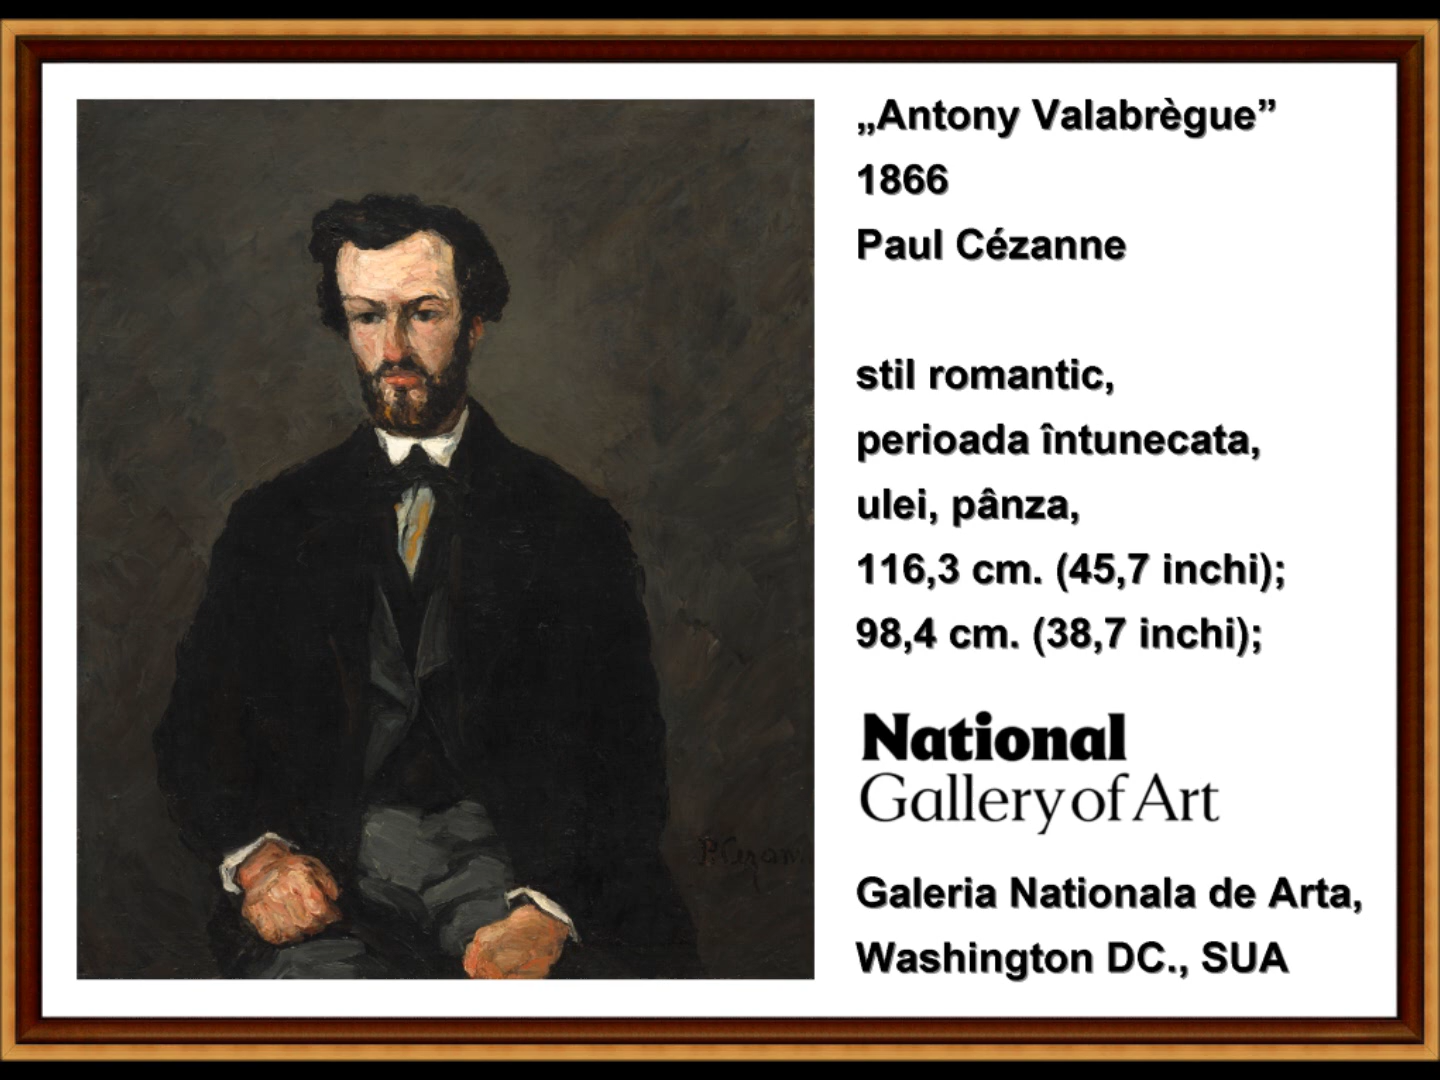 „Antony Valabrègue”
1866
Paul Cézanne
stil romantic,
perioada întunecata,
ulei, pânza,
116,3 cm. (45,7 inchi);
98,4 cm. (38,7 inchi);
National
Gallery of Art
Galeria Nationala de Arta,
Washington DC., SUA